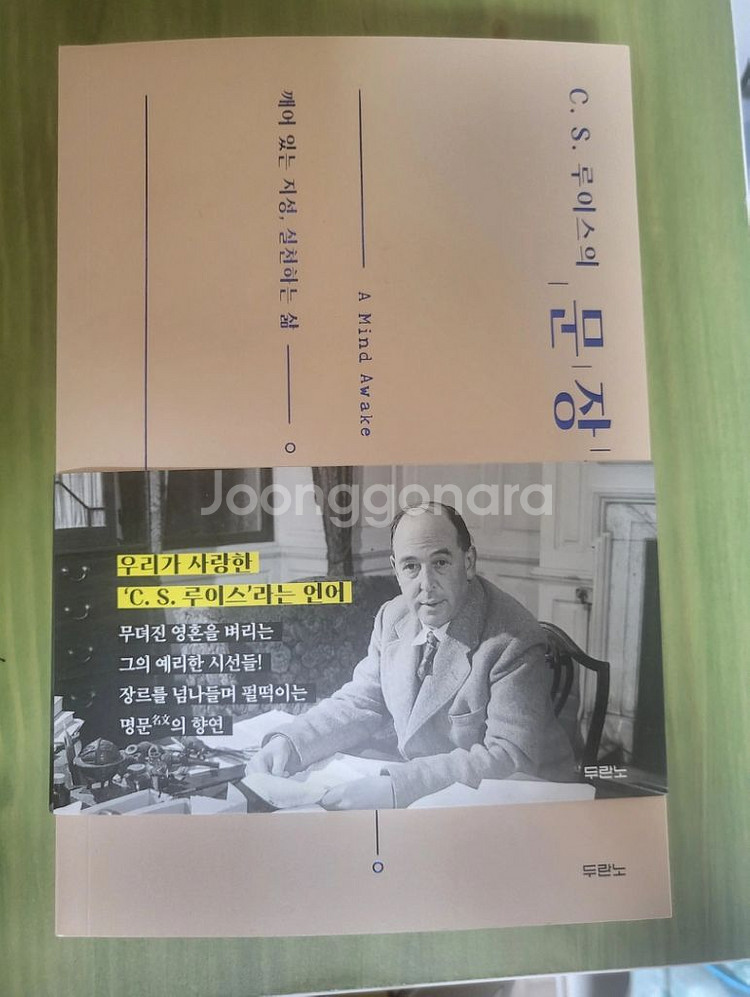 C. S. 루이스의
문장
A Mind Awake
깨어 있는 지성, 실천하는 삶
Joonggonara
우리가 사랑한
‘C. S. 루이스’라는 언어
무뎌진 영혼을 벼리는
그의 예리한 시선들!
장르를 넘나들며 펄떡이는
명문名文의 향연
두란노
두란노